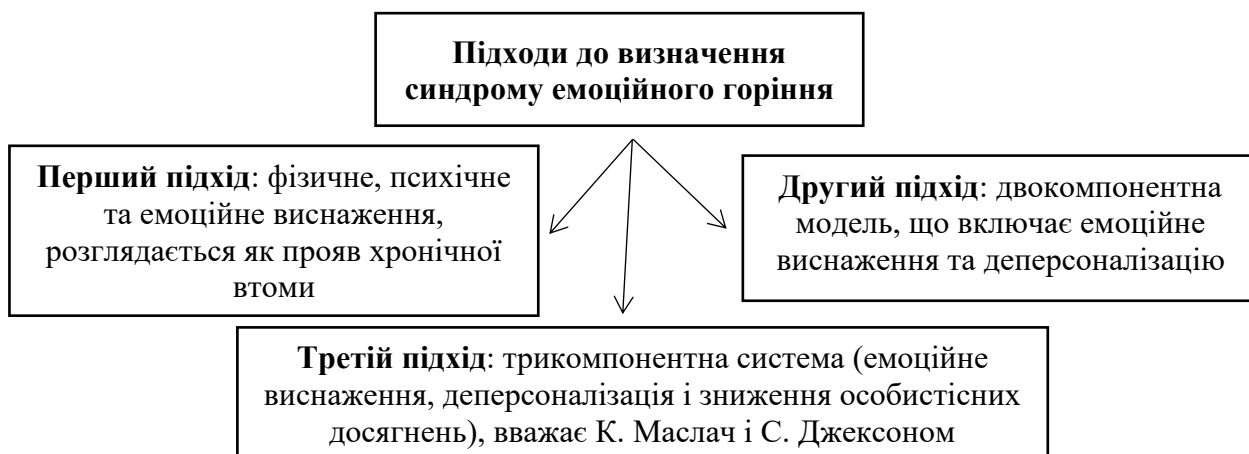 Підходи до визначення
синдрому емоційного горіння
Перший підхід: фізичне, психічне
та емоційне виснаження,
розглядається як прояв хронічної
втоми
Другий підхід: двокомпонентна
модель, що включає емоційне
виснаження та деперсоналізацію
Третій підхід: трикомпонентна система (емоційне
виснаження, деперсоналізація і зниження особистісних
досягнень), вважає К. Маслач і С. Джексоном